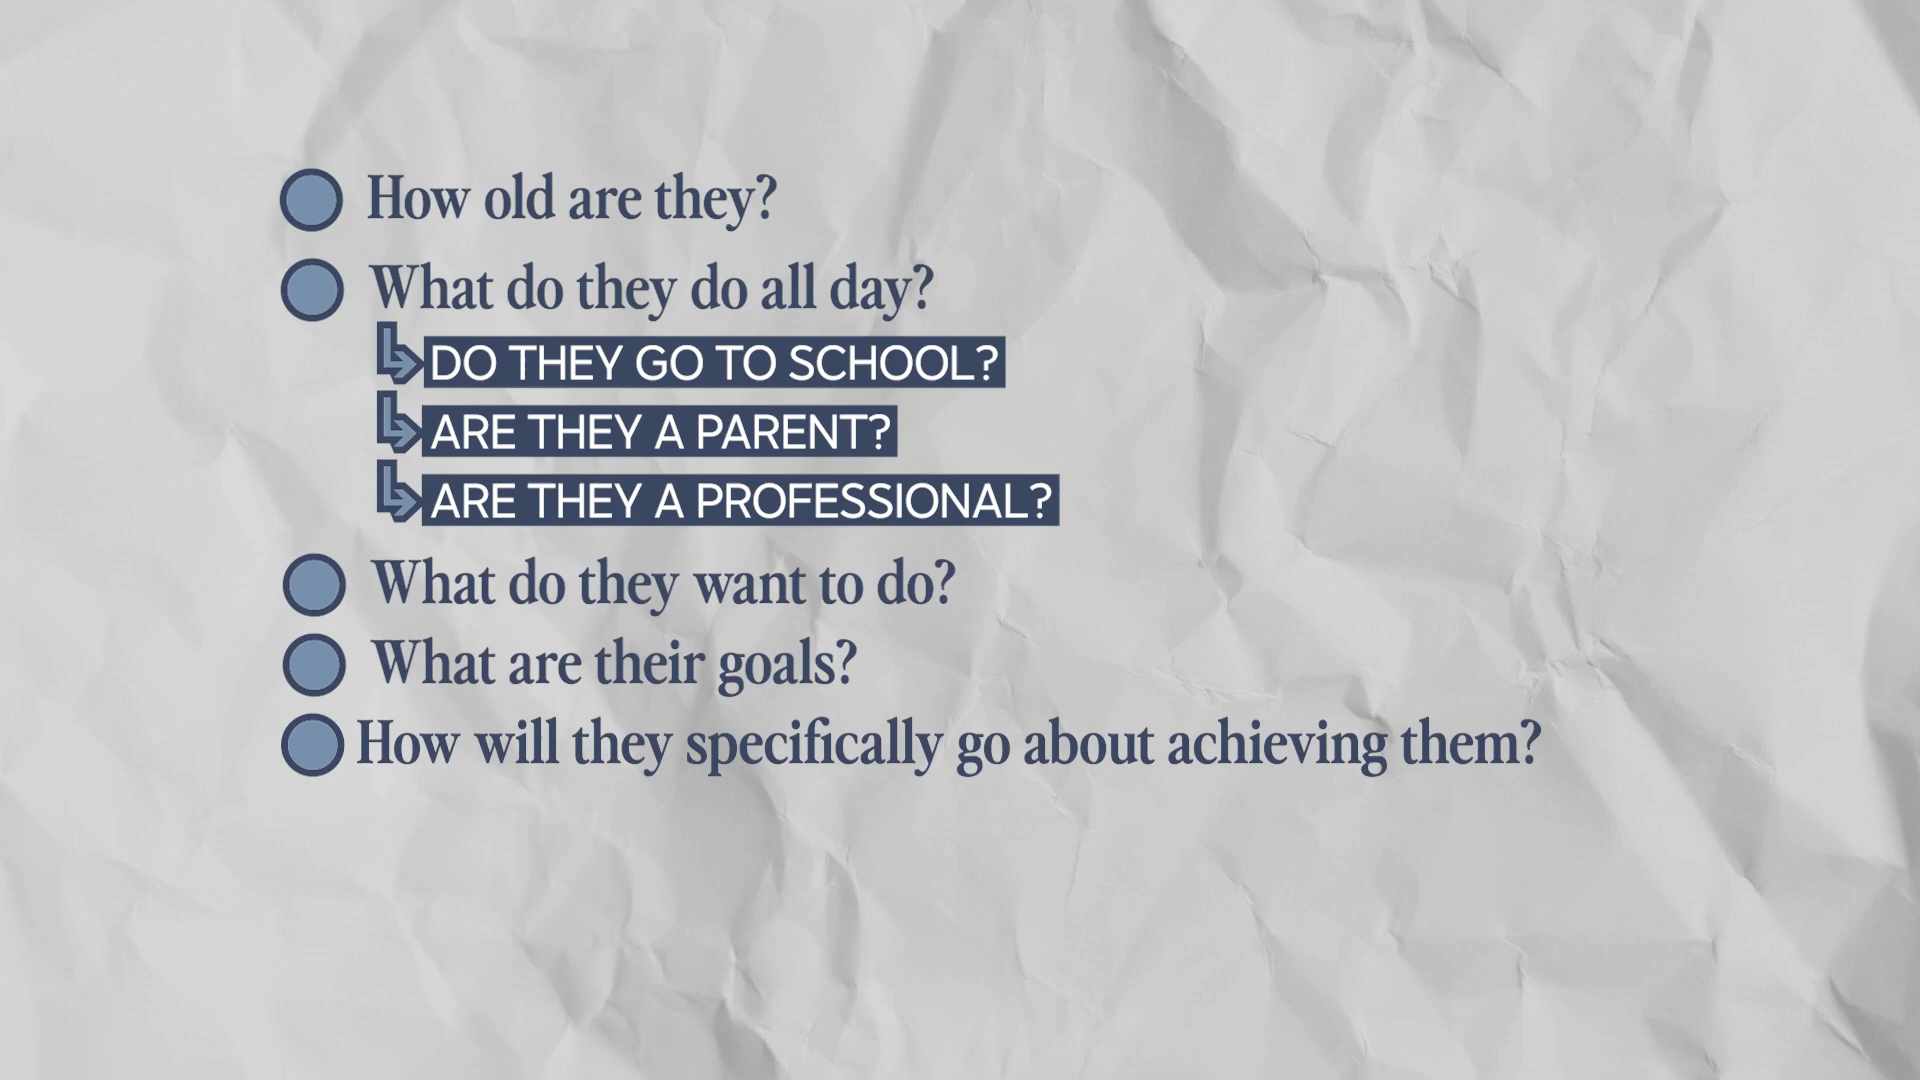 How old are they?
What do they do all day?
DO THEY GO TO SCHOOL?
ARE THEY A PARENT?
ARE THEY A PROFESSIONAL?
What do they want to do?
What are their goals?
How will they specifically go about achieving them?